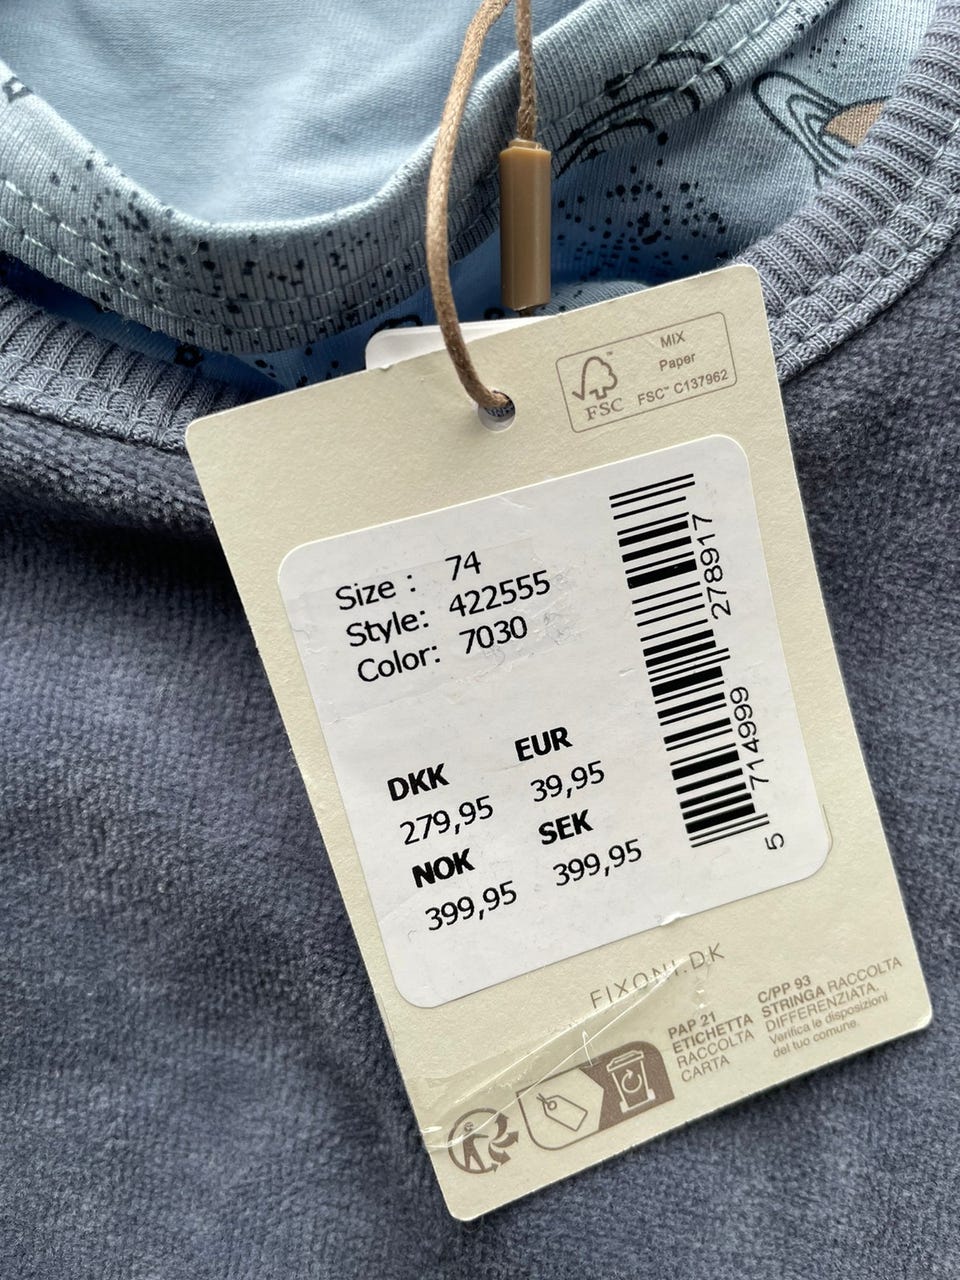 MIX
Paper
FSC™ C137962
FSC
Size : 74
Style: 422555
Color: 7030
DKK EUR
279,95 39,95
NOK SEK
399,95 399,95
5 714999 278917
FIXONI.DK
PAP 21
ETICHETTA
RACCOLTA
CARTA
C/PP 93
STRINGA RACCOLTA
DIFFERENZIATA.
Verifica le disposizioni
del tuo comune.